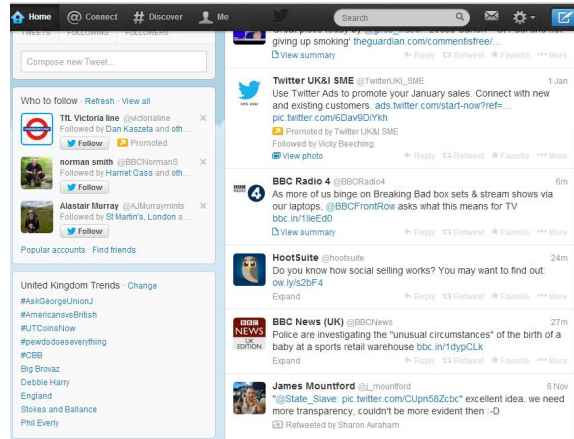 Home @ Connect # Discover Me Search
TWEETS FOLLOWING FOLLOWERS
Compose new Tweet...
Who to follow · Refresh · View all
TfL Victoria line @victorialine
Followed by Dan Kaszeta and oth...
Follow Promoted
norman smith @BBCNormanS
Followed by Harriet Cass and oth...
Follow
Alastair Murray @AJMurraymints
Followed by St Martin's, London a...
Follow
Popular accounts · Find friends
United Kingdom Trends · Change
#AskGeorgeUnionJ
#AmericansvsBritish
#UTCoinsNow
#pewdsdoeseverything
#CBB
Big Brovaz
Debbie Harry
England
Stokes and Ballance
Phil Everly
giving up smoking' theguardian.com/commentisfree/...
View summary Reply Retweet Favorite More
Twitter UK&I SME @TwitterUKI_SME 1 Jan
Use Twitter Ads to promote your January sales. Connect with new
and existing customers. ads.twitter.com/start-now?ref=...
pic.twitter.com/6Dav9DiYkh
Promoted by Twitter UK&I SME
Followed by Vicky Beeching.
View photo Reply Retweet Favorite More
BBC Radio 4 @BBCRadio4 6m
As more of us binge on Breaking Bad box sets & stream shows via
our laptops, @BBCFrontRow asks what this means for TV
bbc.in/1lleEd0
View summary Reply Retweet Favorite More
HootSuite @hootsuite 24m
Do you know how social selling works? You may want to find out:
ow.ly/s2bF4
Expand Reply Retweet Favorite More
BBC NEWS UK EDITION
BBC News (UK) @BBCNews 27m
Police are investigating the "unusual circumstances" of the birth of a
baby at a sports retail warehouse bbc.in/1dypCLk
Expand Reply Retweet Favorite More
James Mountford @j_mountford 6 Nov
"@State_Slave: pic.twitter.com/CUpn58Zcbc" excellent idea, we need
more transparency, couldn't be more evident then :-D
Retweeted by Sharon Avraham